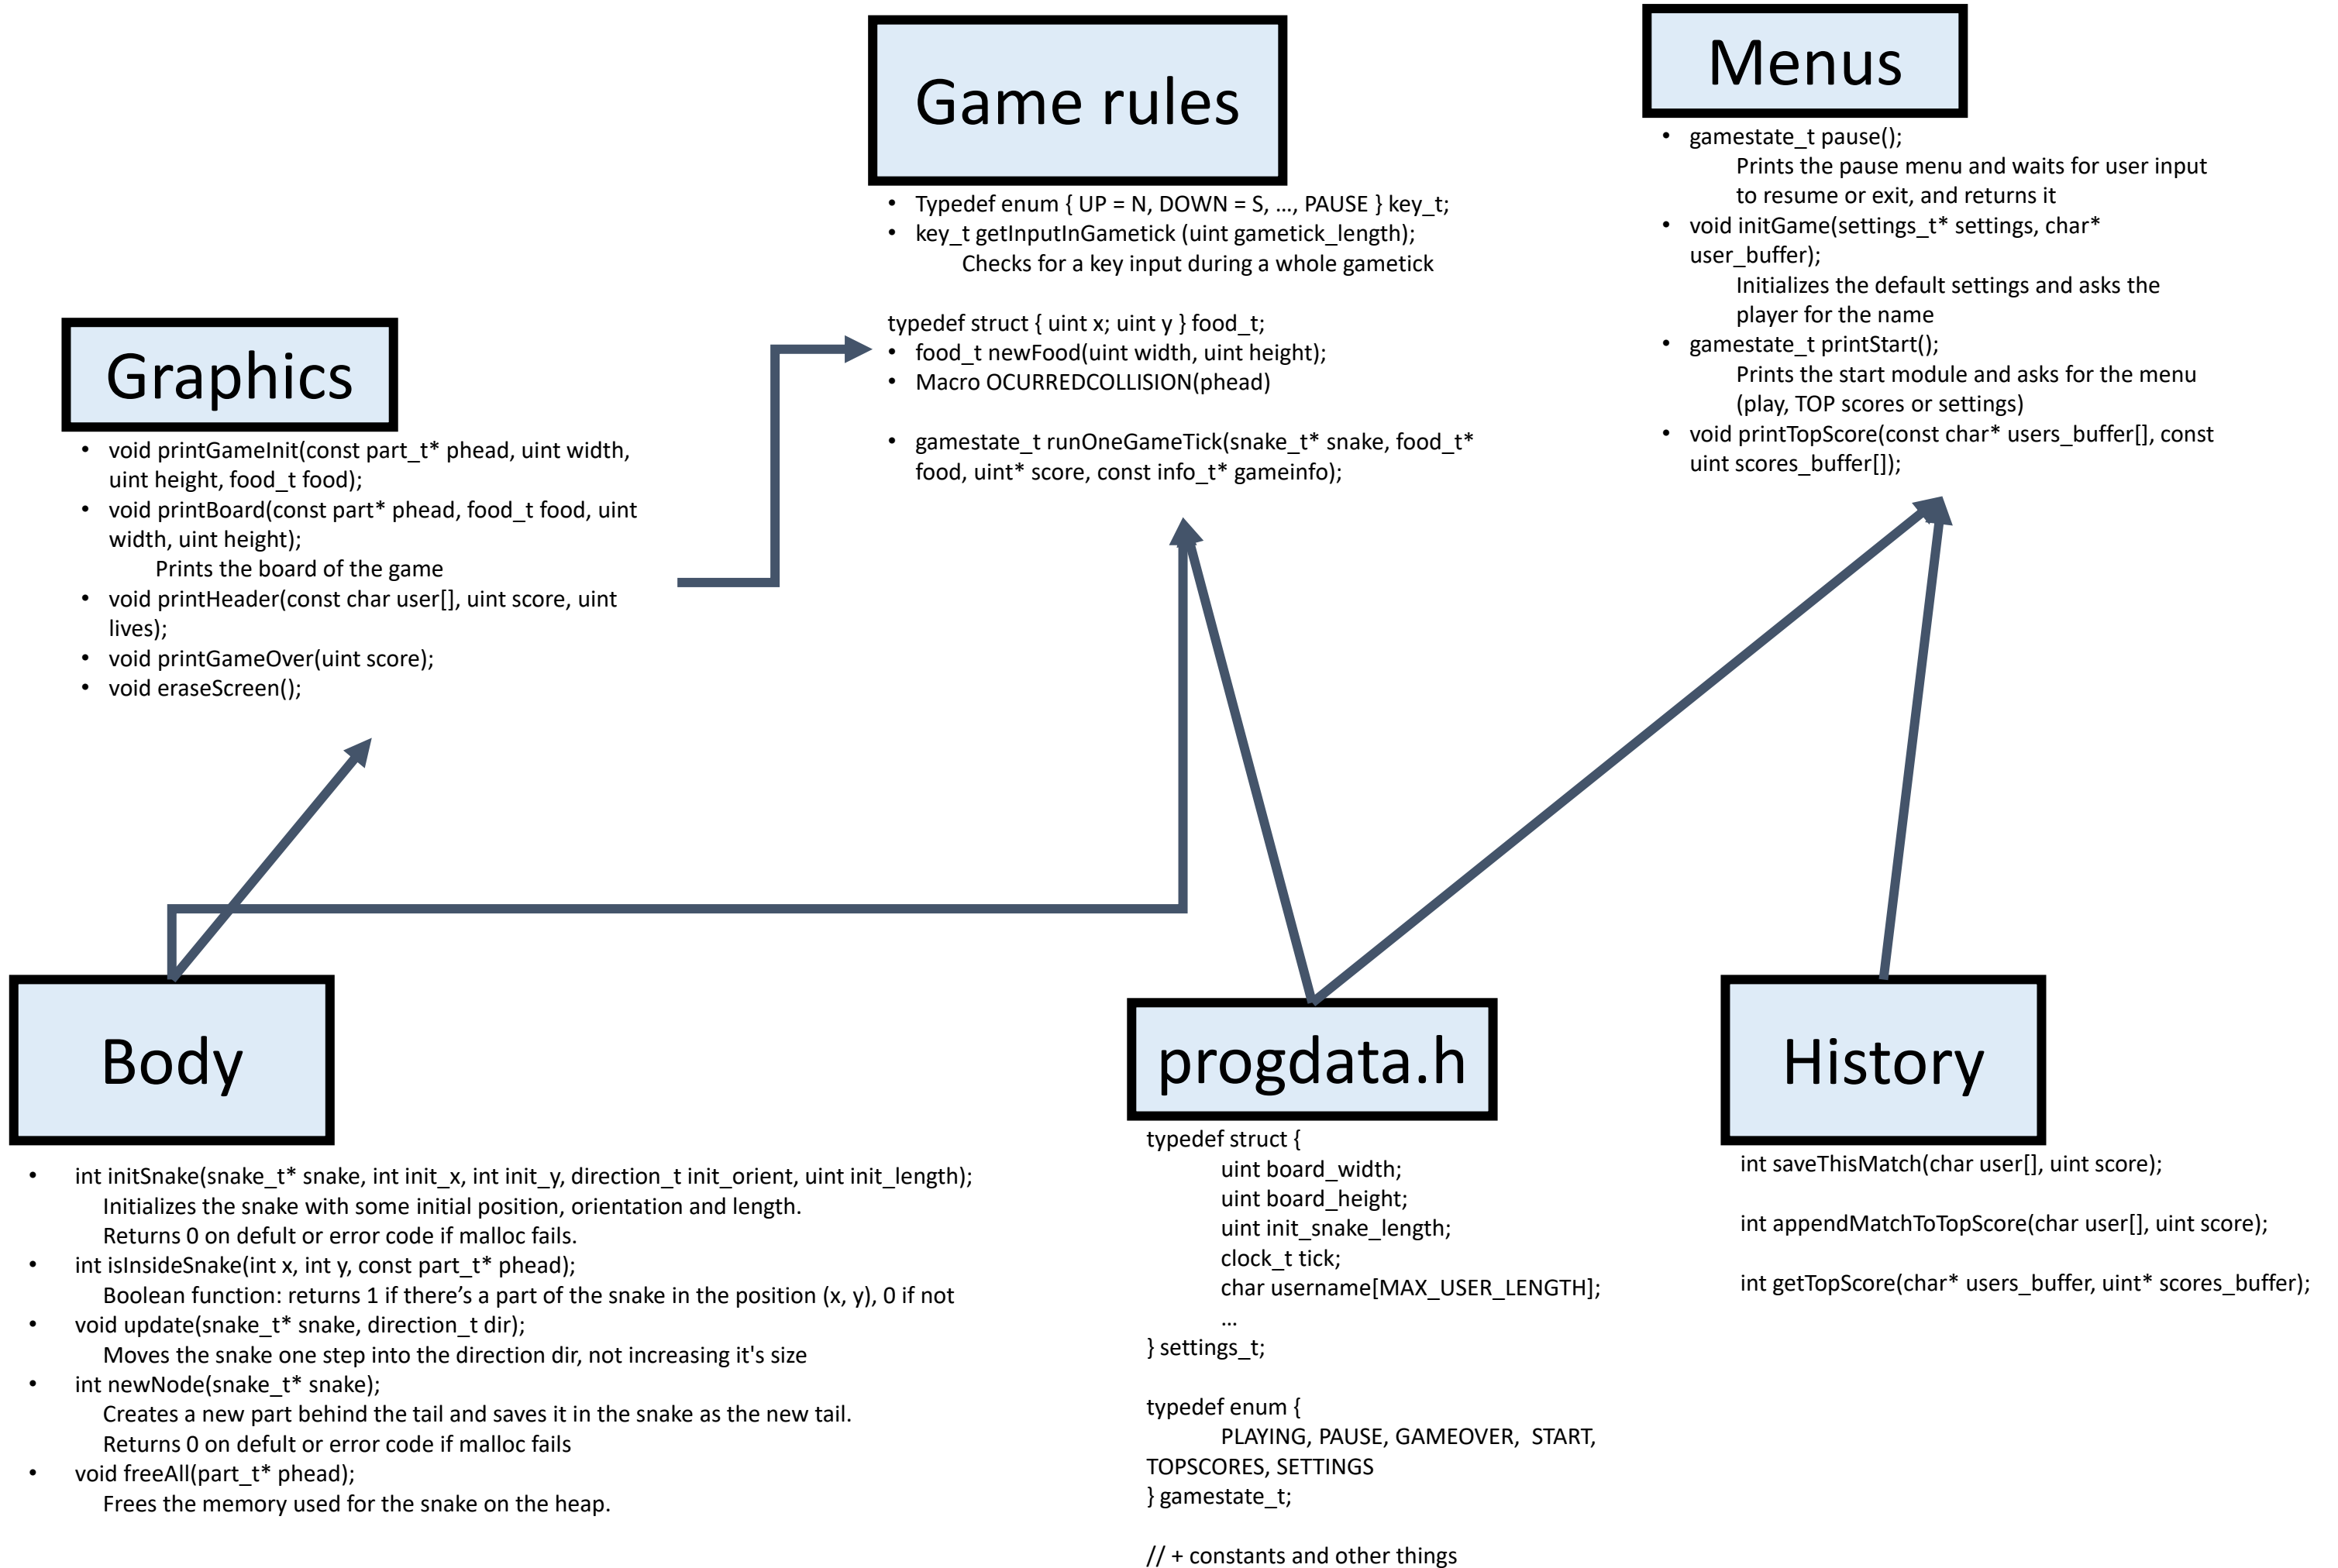 Game rules
• Typedef enum { UP = N, DOWN = S, …, PAUSE } key_t;
• key_t getInputInGametick (uint gametick_length);
Checks for a key input during a whole gametick
typedef struct { uint x; uint y } food_t;
• food_t newFood(uint width, uint height);
• Macro OCURREDCOLLISION(phead)
• gamestate_t runOneGameTick(snake_t* snake, food_t*
food, uint* score, const info_t* gameinfo);
Menus
• gamestate_t pause();
Prints the pause menu and waits for user input
to resume or exit, and returns it
• void initGame(settings_t* settings, char*
user_buffer);
Initializes the default settings and asks the
player for the name
• gamestate_t printStart();
Prints the start module and asks for the menu
(play, TOP scores or settings)
• void printTopScore(const char* users_buffer[], const
uint scores_buffer[]);
Graphics
• void printGameInit(const part_t* phead, uint width,
uint height, food_t food);
• void printBoard(const part* phead, food_t food, uint
width, uint height);
Prints the board of the game
• void printHeader(const char user[], uint score, uint
lives);
• void printGameOver(uint score);
• void eraseScreen();
Body
• int initSnake(snake_t* snake, int init_x, int init_y, direction_t init_orient, uint init_length);
Initializes the snake with some initial position, orientation and length.
Returns 0 on defult or error code if malloc fails.
• int isInsideSnake(int x, int y, const part_t* phead);
Boolean function: returns 1 if there’s a part of the snake in the position (x, y), 0 if not
• void update(snake_t* snake, direction_t dir);
Moves the snake one step into the direction dir, not increasing it's size
• int newNode(snake_t* snake);
Creates a new part behind the tail and saves it in the snake as the new tail.
Returns 0 on defult or error code if malloc fails
• void freeAll(part_t* phead);
Frees the memory used for the snake on the heap.
progdata.h
typedef struct {
uint board_width;
uint board_height;
uint init_snake_length;
clock_t tick;
char username[MAX_USER_LENGTH];
…
} settings_t;
typedef enum {
PLAYING, PAUSE, GAMEOVER, START,
TOPSCORES, SETTINGS
} gamestate_t;
// + constants and other things
History
int saveThisMatch(char user[], uint score);
int appendMatchToTopScore(char user[], uint score);
int getTopScore(char* users_buffer, uint* scores_buffer);